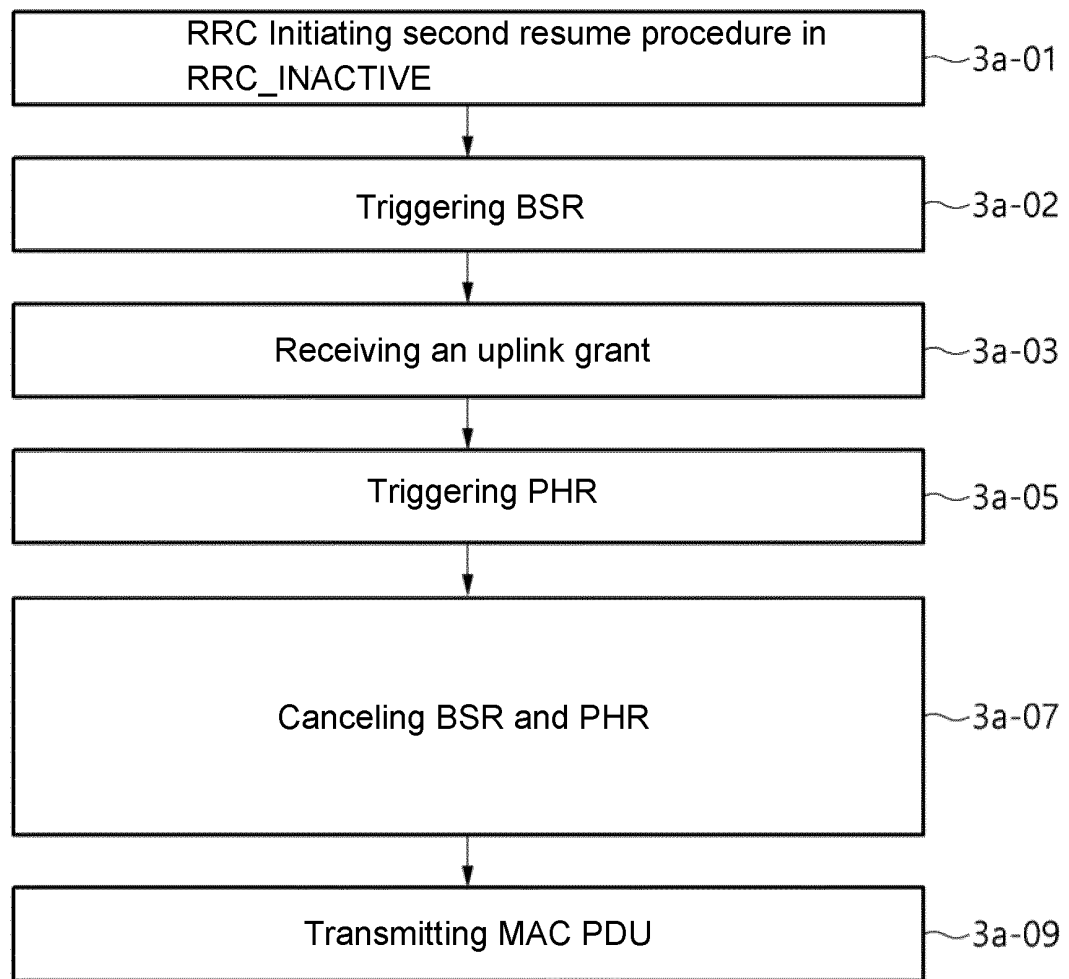 RRC Initiating second resume procedure in
RRC_INACTIVE
3a-01
Triggering BSR
3a-02
Receiving an uplink grant
3a-03
Triggering PHR
3a-05
Canceling BSR and PHR
3a-07
Transmitting MAC PDU
3a-09